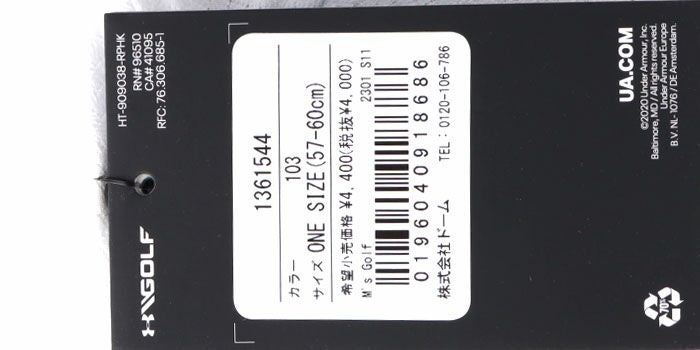 HT-909038-RPHK
RN# 96510
CA# 41095
RFC: 76.306.685-1
GOLF
1361544
カラー 103
サイズ ONE SIZE(57-60cm)
希望小売価格 ¥4,400(税抜¥4,000)
M's Golf 2301 S11
0196040918686
株式会社ドーム TEL:0120-106-786
UA.COM
©2020 Under Armour, Inc.
Baltimore, MD / All rights reserved.
Under Armour Europe
B.V. NL-1076 / DE Amsterdam.